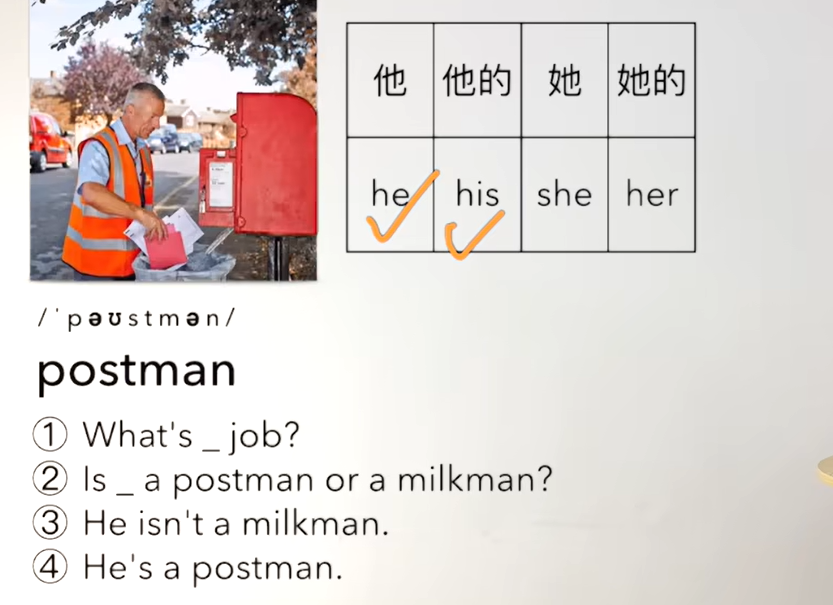 他 他的 她 她的
he his she her
/ˈpəʊstmən/
postman
① What's _ job?
② Is _ a postman or a milkman?
③ He isn't a milkman.
④ He's a postman.